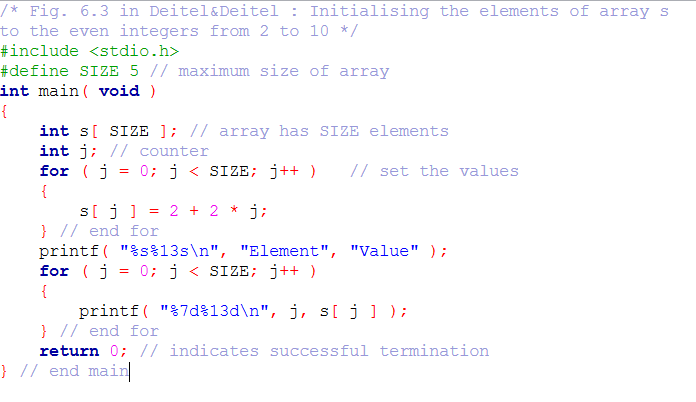 /* Fig. 6.3 in Deitel&Deitel : Initialising the elements of array s
to the even integers from 2 to 10 */
#include <stdio.h>
#define SIZE 5 // maximum size of array
int main( void )
{
    int s[ SIZE ]; // array has SIZE elements
    int j; // counter
    for ( j = 0; j < SIZE; j++ )   // set the values
    {
        s[ j ] = 2 + 2 * j;
    } // end for
    printf( "%s%13s\n", "Element", "Value" );
    for ( j = 0; j < SIZE; j++ )
    {
        printf( "%7d%13d\n", j, s[ j ] );
    } // end for
    return 0; // indicates successful termination
} // end main